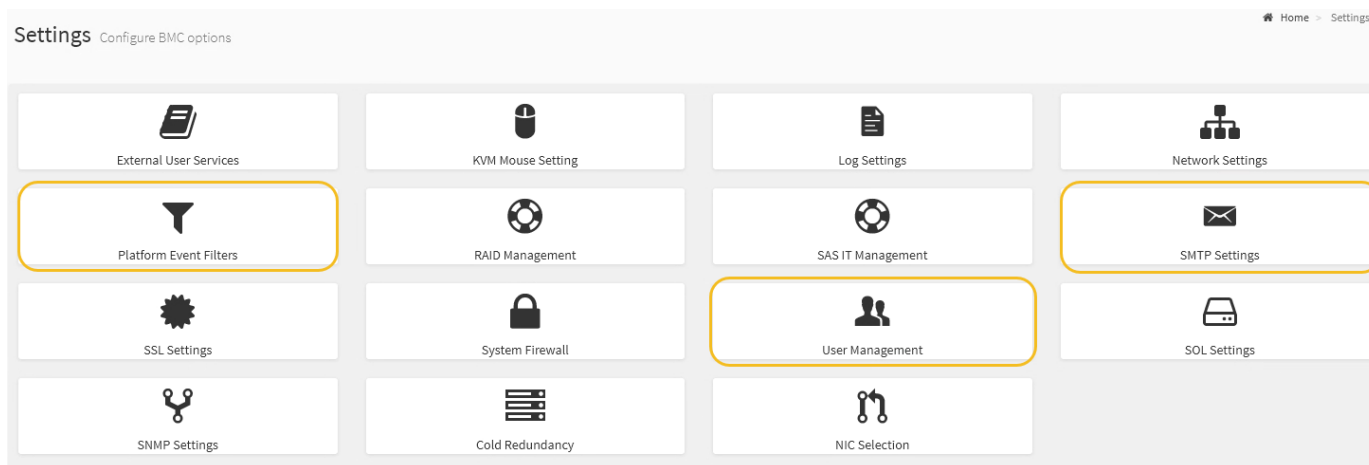 Home > Settings
Settings Configure BMC options
External User Services
KVM Mouse Setting
Log Settings
Network Settings
Platform Event Filters
RAID Management
SAS IT Management
SMTP Settings
SSL Settings
System Firewall
User Management
SOL Settings
SNMP Settings
Cold Redundancy
NIC Selection